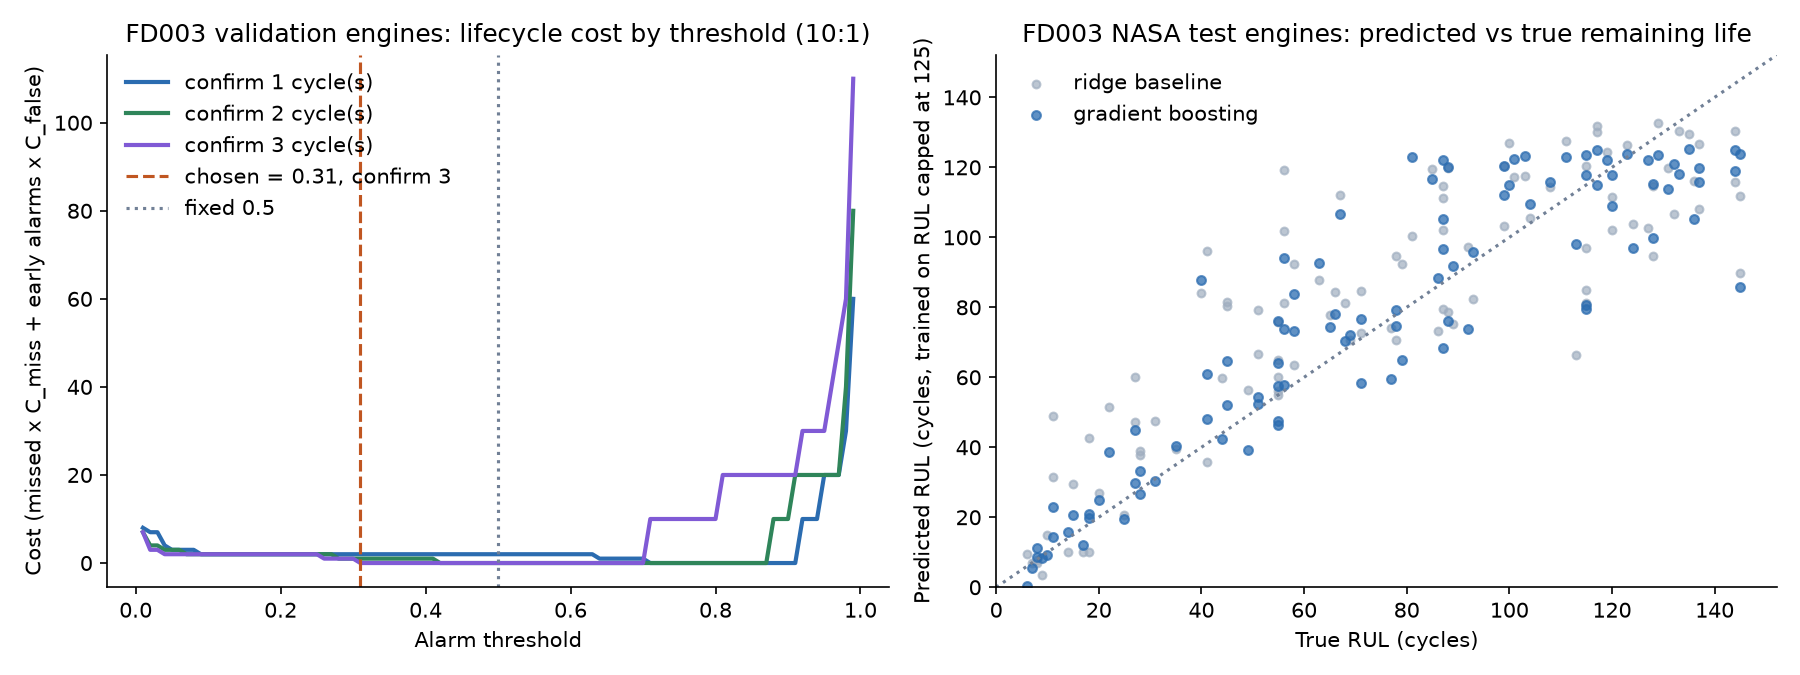 FD003 validation engines: lifecycle cost by threshold (10:1)
Cost (missed x C_miss + early alarms x C_false)
100
80
60
40
20
0
confirm 1 cycle(s)
confirm 2 cycle(s)
confirm 3 cycle(s)
chosen = 0.31, confirm 3
fixed 0.5
0.0
0.2
0.4
0.6
0.8
1.0
Alarm threshold
FD003 NASA test engines: predicted vs true remaining life
Predicted RUL (cycles, trained on RUL capped at 125)
140
120
100
80
60
40
20
0
ridge baseline
gradient boosting
0
20
40
60
80
100
120
140
True RUL (cycles)